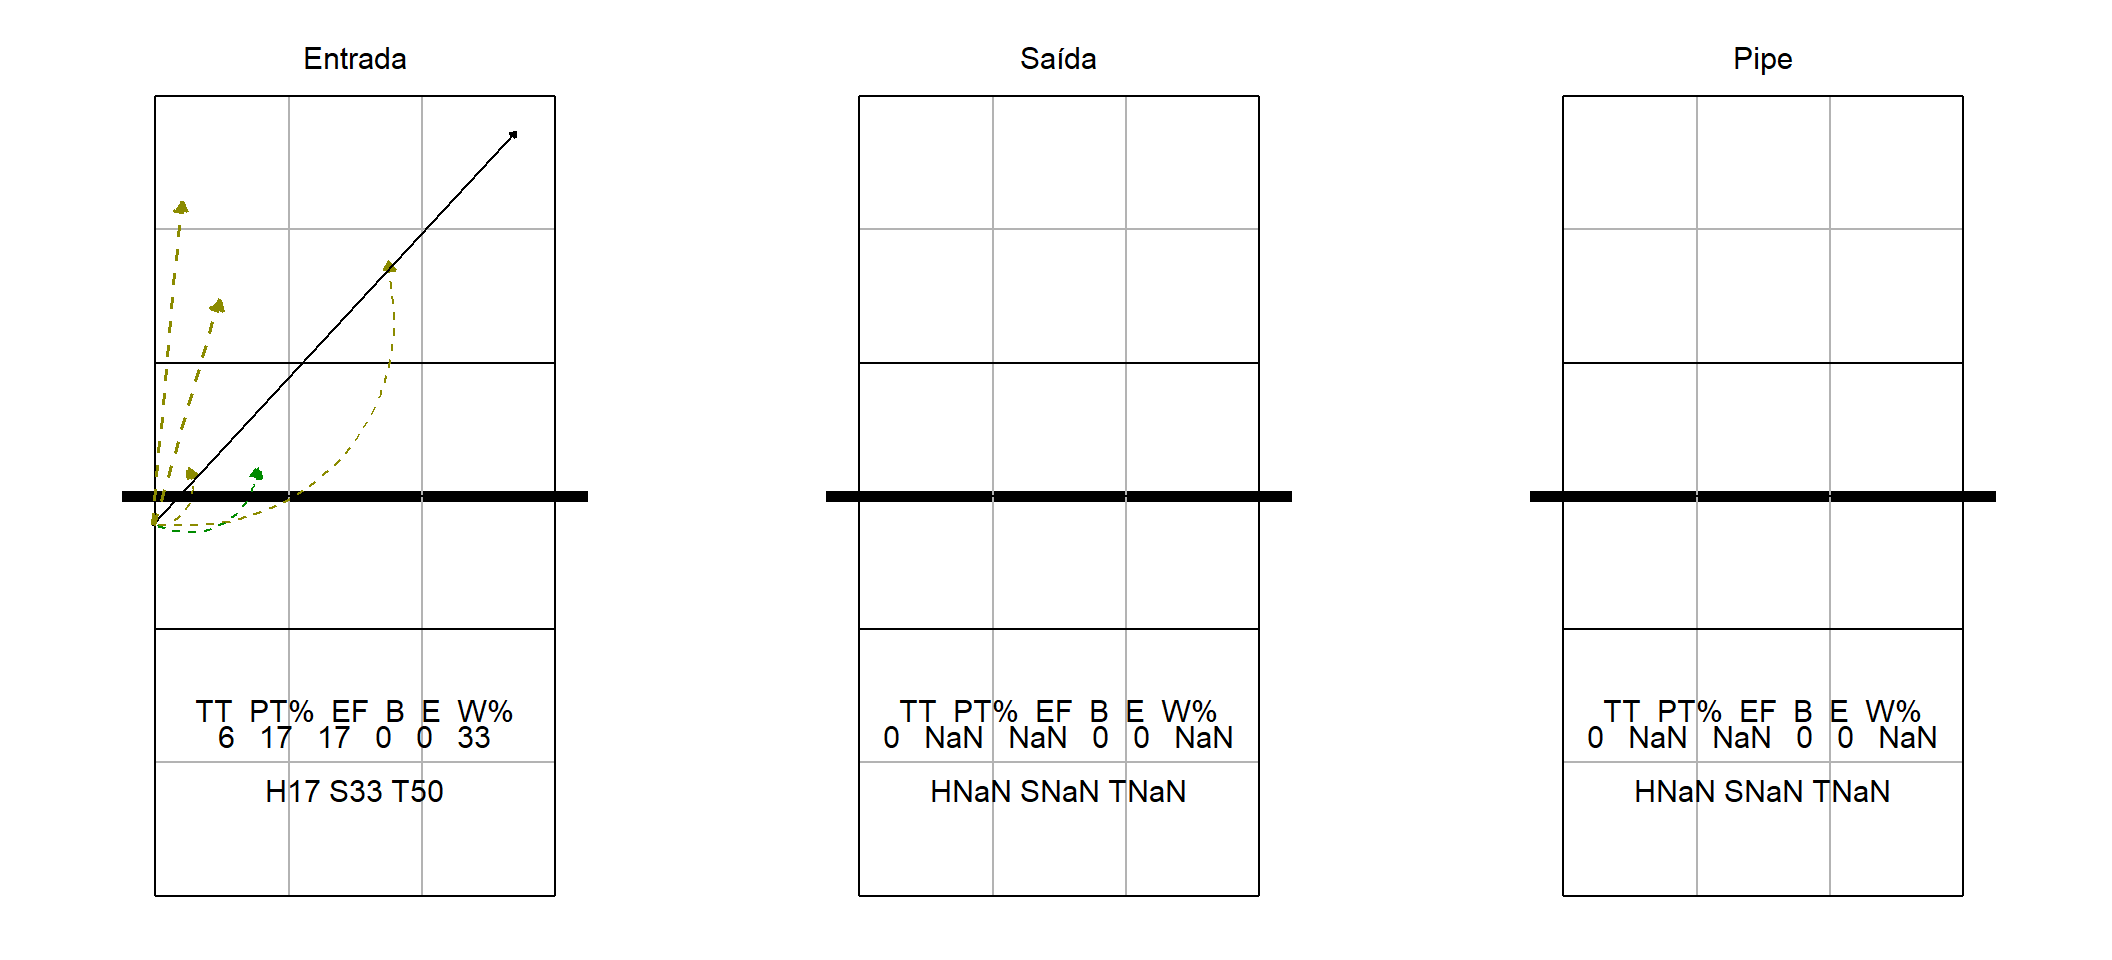 Entrada
TT PT% EF B E W%
6 17 17 0 0 33
H17 S33 T50
Saída
TT PT% EF B E W%
0 NaN NaN 0 0 NaN
HNaN SNaN TNaN
Pipe
TT PT% EF B E W%
0 NaN NaN 0 0 NaN
HNaN SNaN TNaN